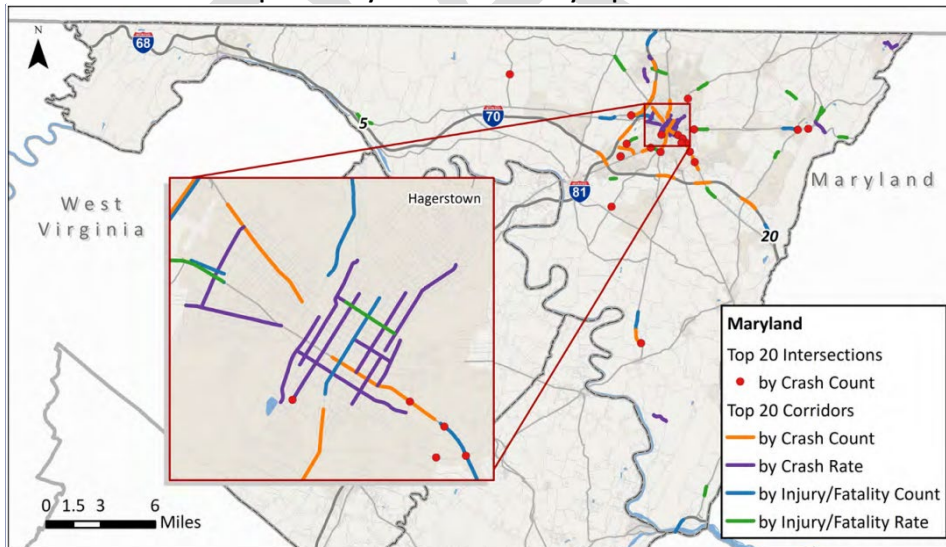 N
68
5
70
81
20
West
Virginia
Maryland
Hagerstown
0 1.5 3 6
Miles
Maryland
Top 20 Intersections
by Crash Count
Top 20 Corridors
by Crash Count
by Crash Rate
by Injury/Fatality Count
by Injury/Fatality Rate